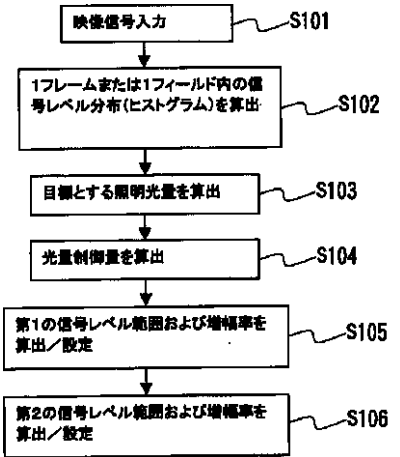 映像信号入力
S101
1フレームまたは1フィールド内の信
号レベル分布(ヒストグラム)を算出
S102
目標とする照明光量を算出
S103
光量制御量を算出
S104
第1の信号レベル範囲および増幅率を
算出/設定
S105
第2の信号レベル範囲および増幅率を
算出/設定
S106